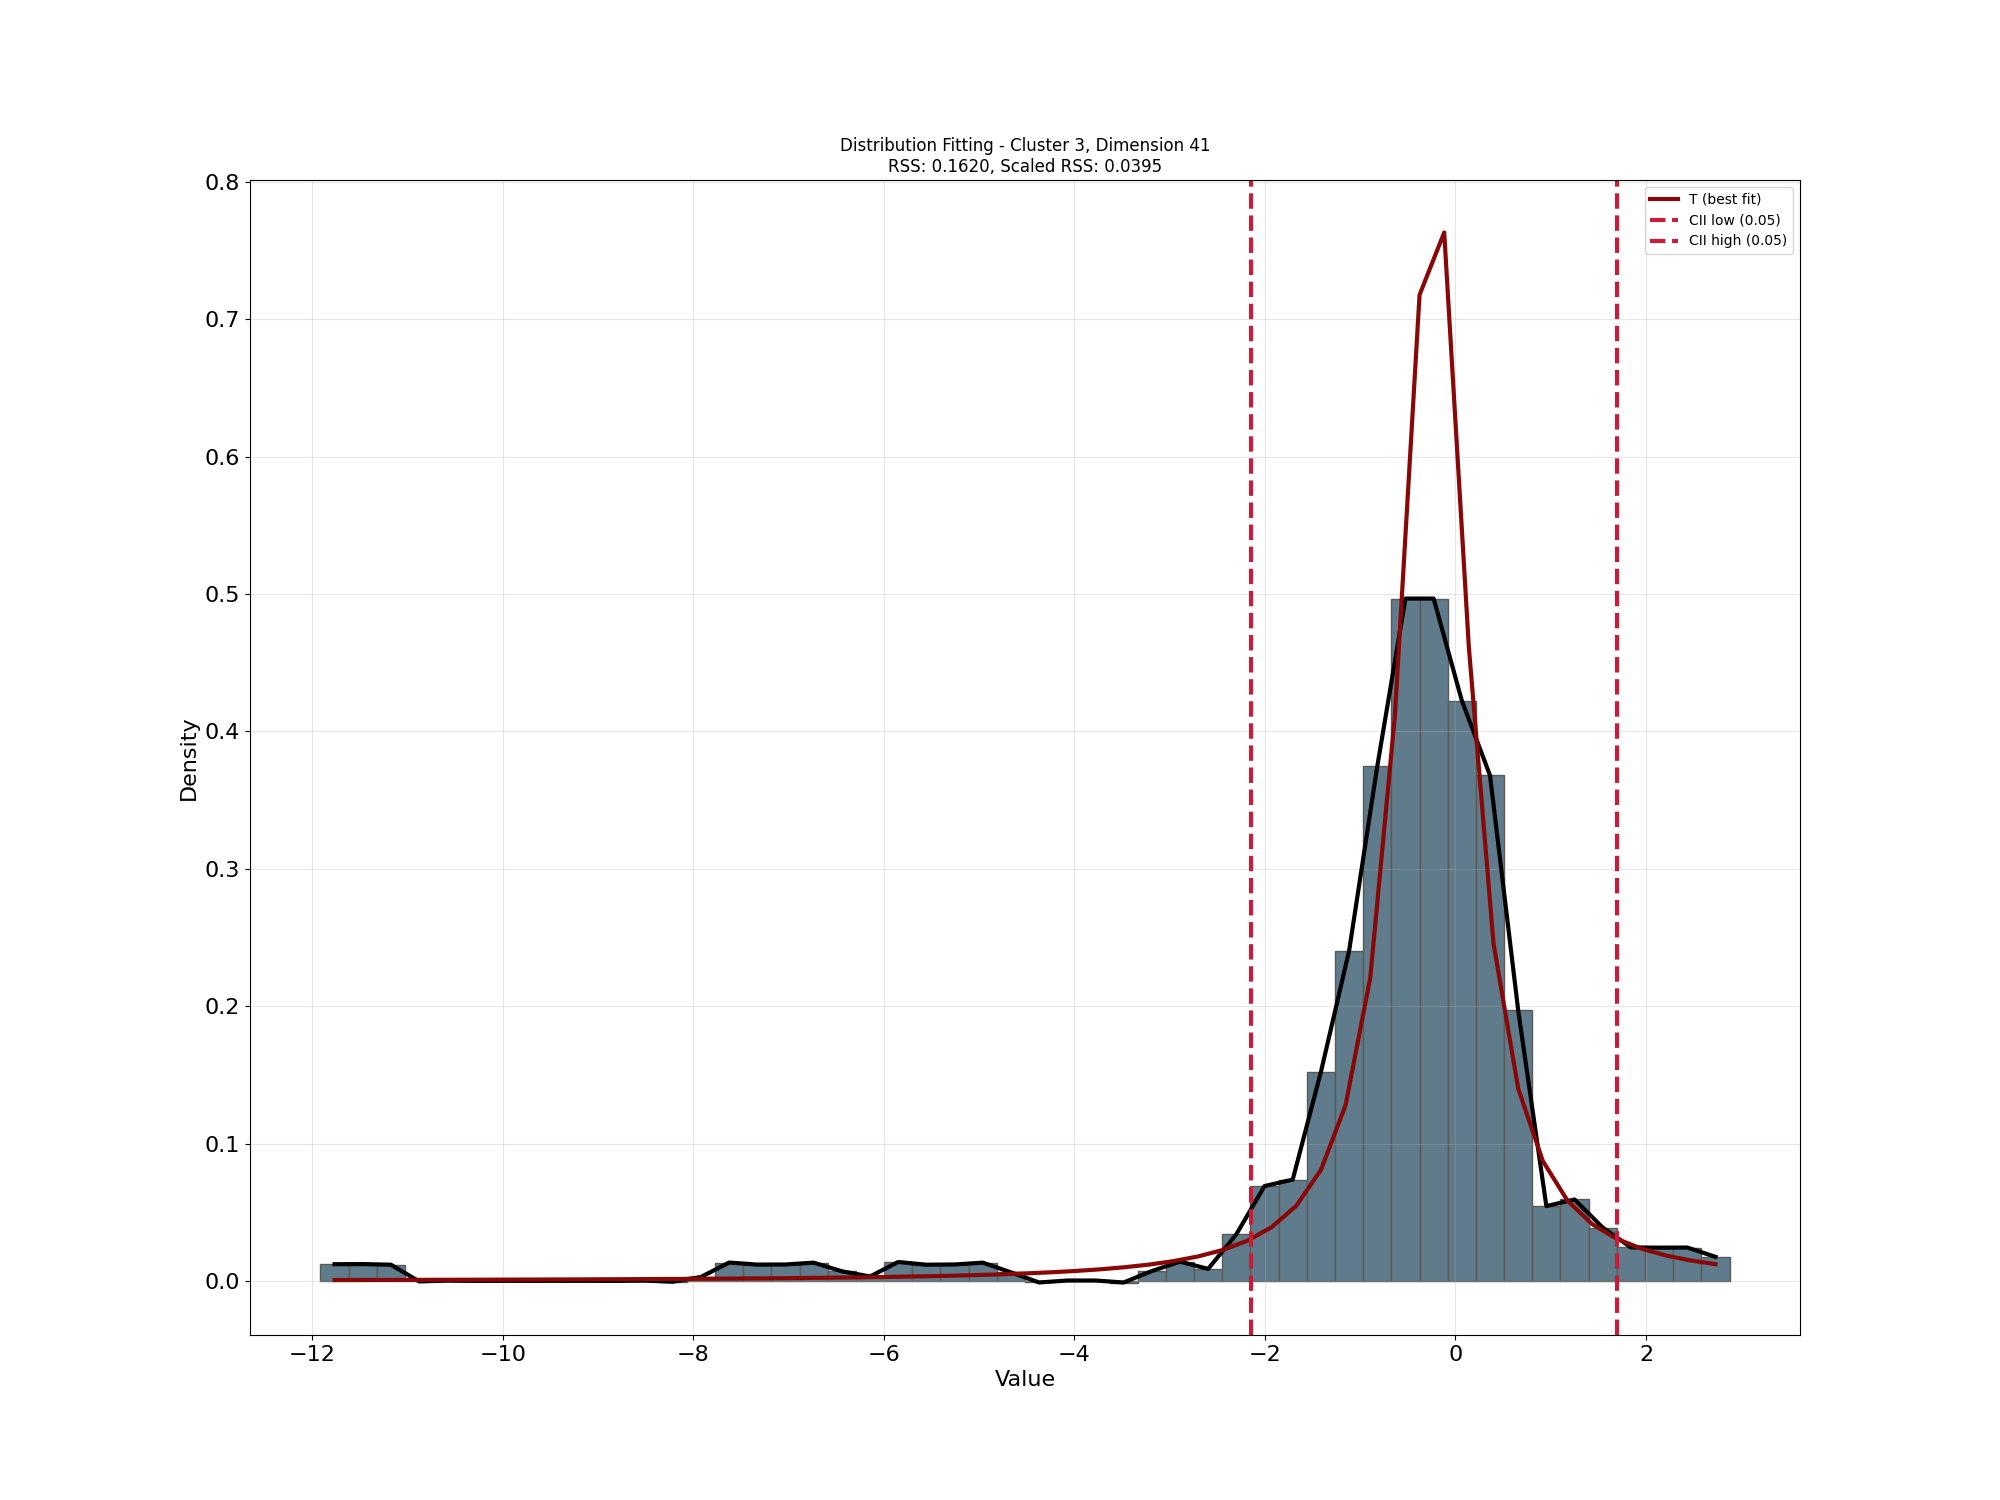 Distribution Fitting - Cluster 3, Dimension 41
RSS: 0.1620, Scaled RSS: 0.0395
T (best fit)
CII low (0.05)
CII high (0.05)
Density
0.8
0.7
0.6
0.5
0.4
0.3
0.2
0.1
0.0
−12 −10 −8 −6 −4 −2 0 2
Value